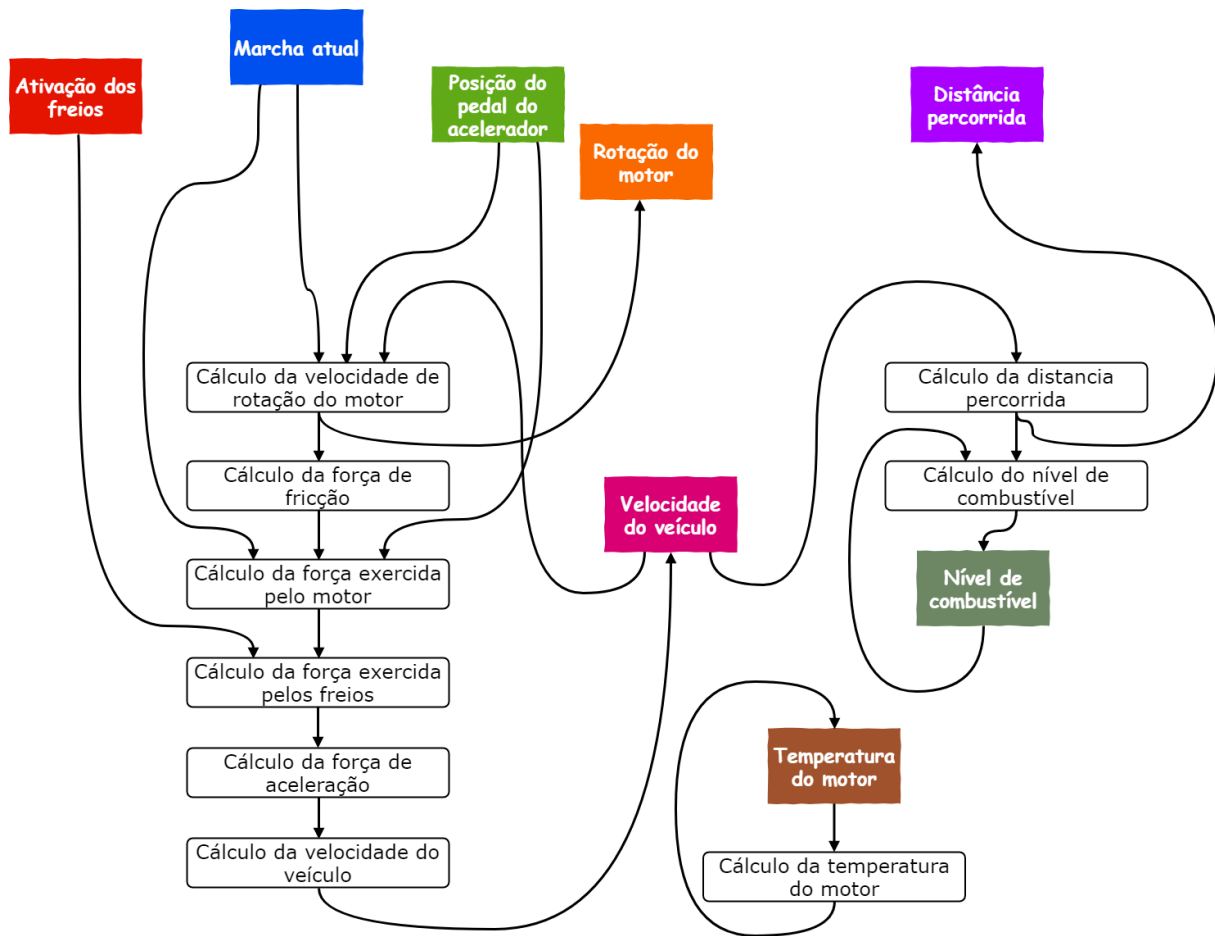 Marcha atual
Ativação dos
freios
Posição do
pedal do
acelerador
Distância
percorrida
Rotação do
motor
Cálculo da velocidade de
rotação do motor
Cálculo da distancia
percorrida
Cálculo da força de
fricção
Cálculo do nível de
combustível
Velocidade
do veículo
Cálculo da força exercida
pelo motor
Nível de
combustível
Cálculo da força exercida
pelos freios
Cálculo da força de
aceleração
Temperatura
do motor
Cálculo da velocidade do
veículo
Cálculo da temperatura
do motor